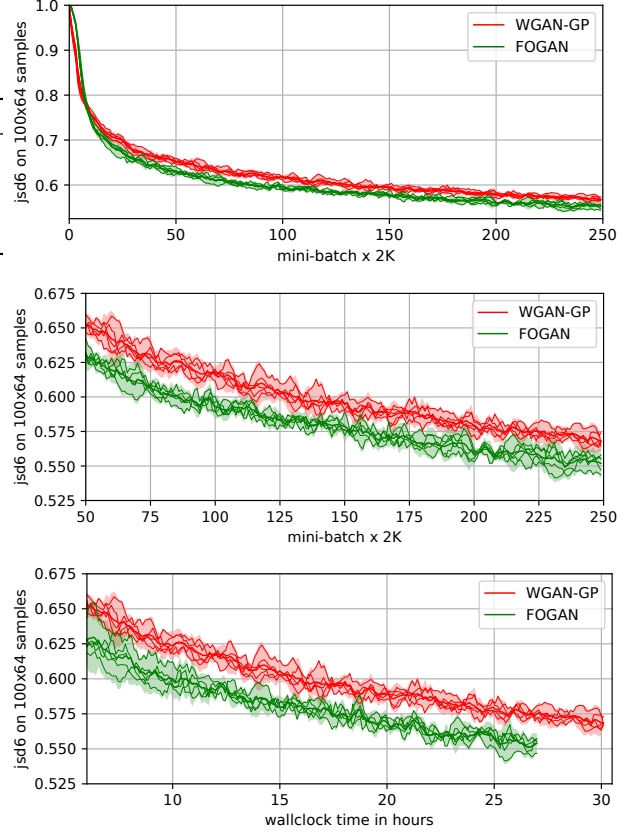 1.0
0.9
0.8
0.7
0.6
jsd6 on 100x64 samples
WGAN-GP
FOGAN
0 50 100 150 200 250
mini-batch x 2K
0.675
0.650
0.625
0.600
0.575
0.550
0.525
jsd6 on 100x64 samples
WGAN-GP
FOGAN
50 75 100 125 150 175 200 225 250
mini-batch x 2K
0.675
0.650
0.625
0.600
0.575
0.550
0.525
jsd6 on 100x64 samples
WGAN-GP
FOGAN
10 15 20 25 30
wallclock time in hours